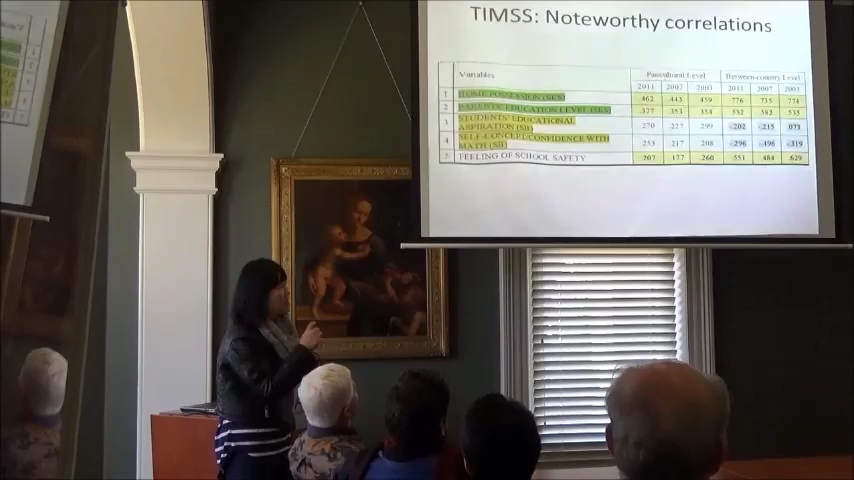 TIMSS: Noteworthy correlations
Variables Pancultural Level Between-country Level
2011 2007 2003 2011 2007 2003
1 HOME POSSESSION (SES) .462 .443 .459 .776 .735 .774
2 PARENTS' EDUCATION LEVEL (SES) .377 .353 .354 .532 .582 .535
3 STUDENTS' EDUCATIONAL
ASPIRATION (SB) .270 .227 .299 -.202 -.215 .073
4 SELF-CONCEPT/CONFIDENCE WITH
MATH (SB) .253 .217 .208 -.296 -.496 -.319
5 FEELING OF SCHOOL SAFETY .207 .177 .260 .551 .484 .629